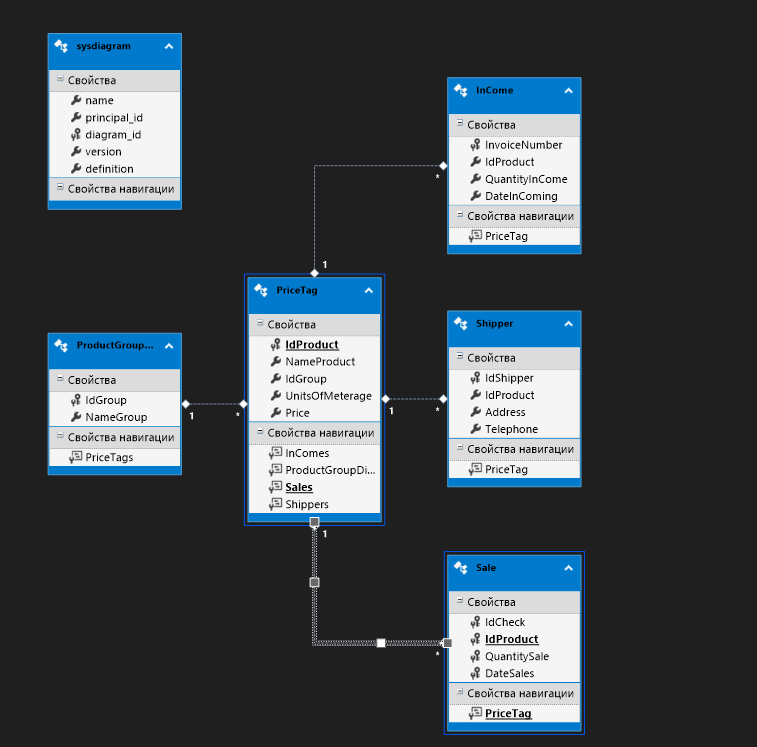 sysdiagram
Свойства
name
principal_id
diagram_id
version
definition
Свойства навигации
InCome
Свойства
InvoiceNumber
IdProduct
QuantityInCome
DateInComing
Свойства навигации
PriceTag
*
1
PriceTag
Свойства
IdProduct
NameProduct
IdGroup
UnitsOfMeterage
Price
Свойства навигации
InComes
ProductGroupDi...
Sales
Shippers
ProductGroup...
Свойства
IdGroup
NameGroup
Свойства навигации
PriceTags
1
*
Shipper
Свойства
IdShipper
IdProduct
Address
Telephone
Свойства навигации
PriceTag
1
*
1
*
Sale
Свойства
IdCheck
IdProduct
QuantitySale
DateSales
Свойства навигации
PriceTag